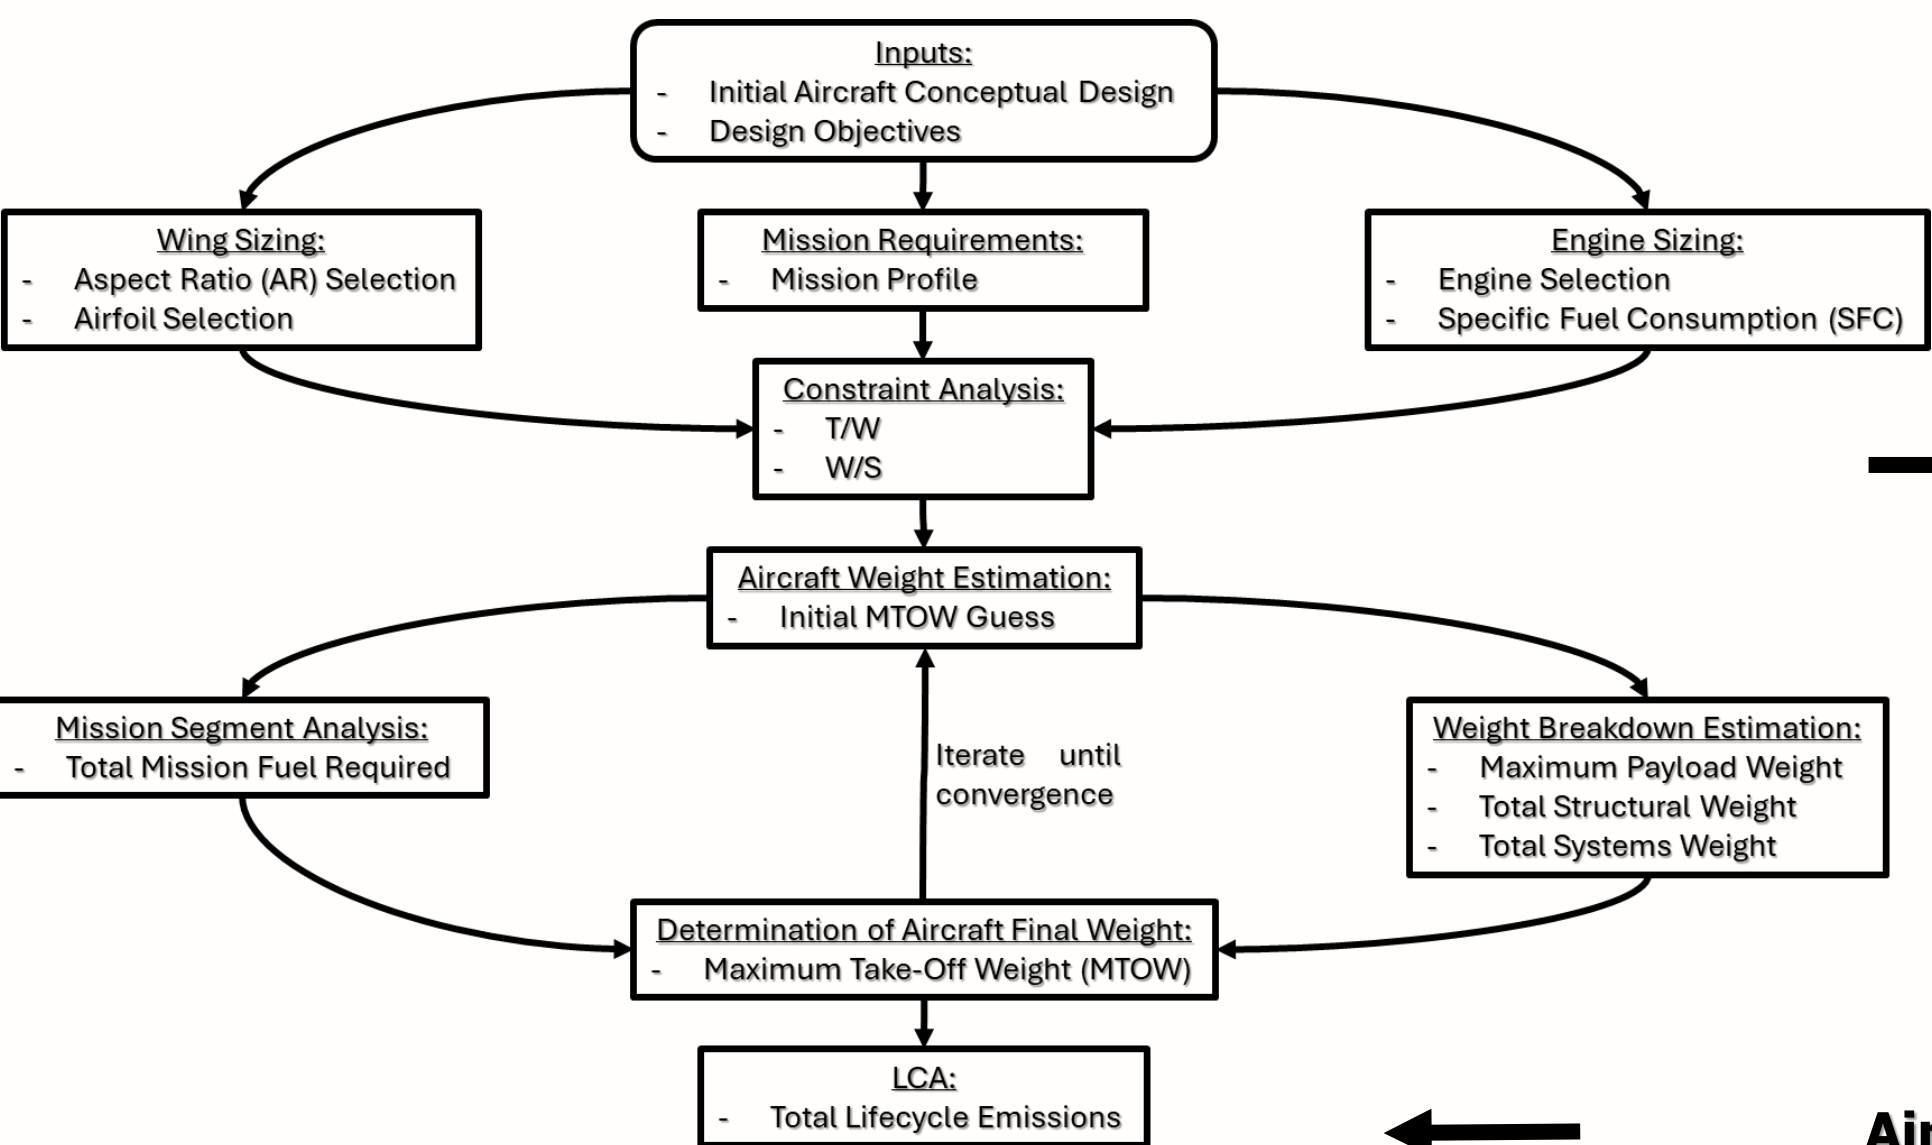 Inputs:
- Initial Aircraft Conceptual Design
- Design Objectives
Wing Sizing:
- Aspect Ratio (AR) Selection
- Airfoil Selection
Mission Requirements:
- Mission Profile
Engine Sizing:
- Engine Selection
- Specific Fuel Consumption (SFC)
Constraint Analysis:
- T/W
- W/S
Aircraft Weight Estimation:
- Initial MTOW Guess
Mission Segment Analysis:
- Total Mission Fuel Required
Iterate until
convergence
Weight Breakdown Estimation:
- Maximum Payload Weight
- Total Structural Weight
- Total Systems Weight
Determination of Aircraft Final Weight:
- Maximum Take-Off Weight (MTOW)
LCA:
- Total Lifecycle Emissions